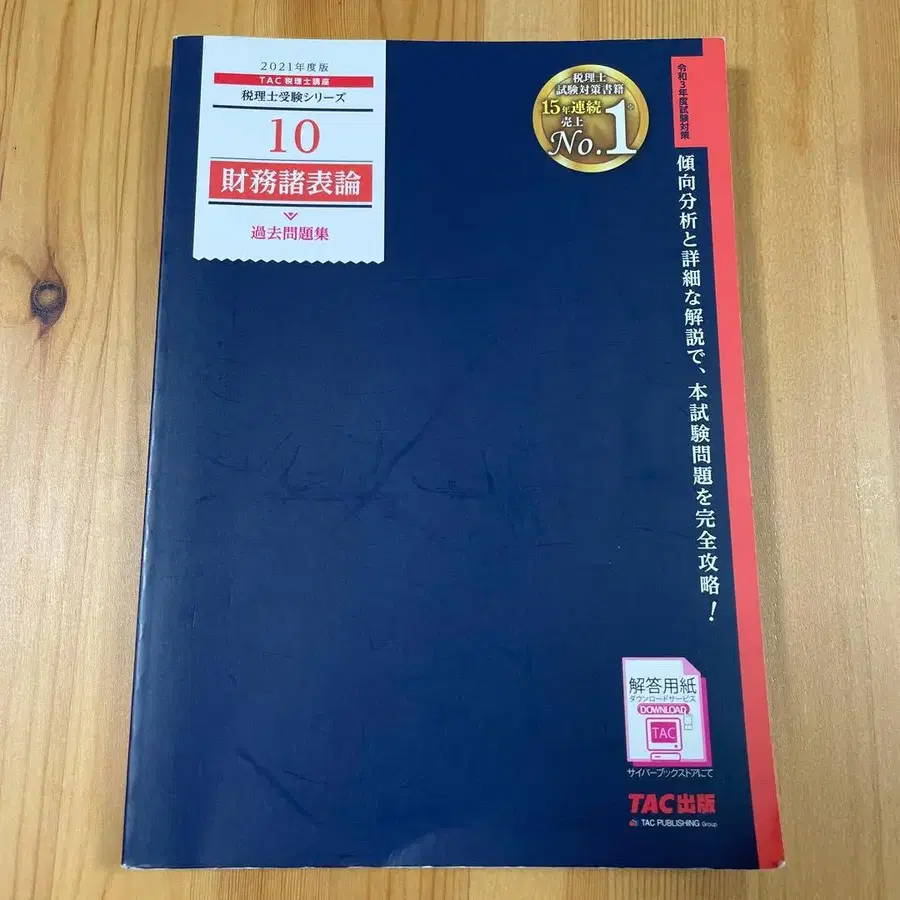 2021年度版
TAC 税理士講座
税理士受験シリーズ
10
財務諸表論
過去問題集
税理士
試験対策書籍
15年連続
売上
No.1
令和3年度試験対策
傾向分析と詳細な解説で、本試験問題を完全攻略!
解答用紙
ダウンロードサービス
DOWNLOAD
TAC
サイバーブックストアにて
TAC出版
TAC PUBLISHING Group